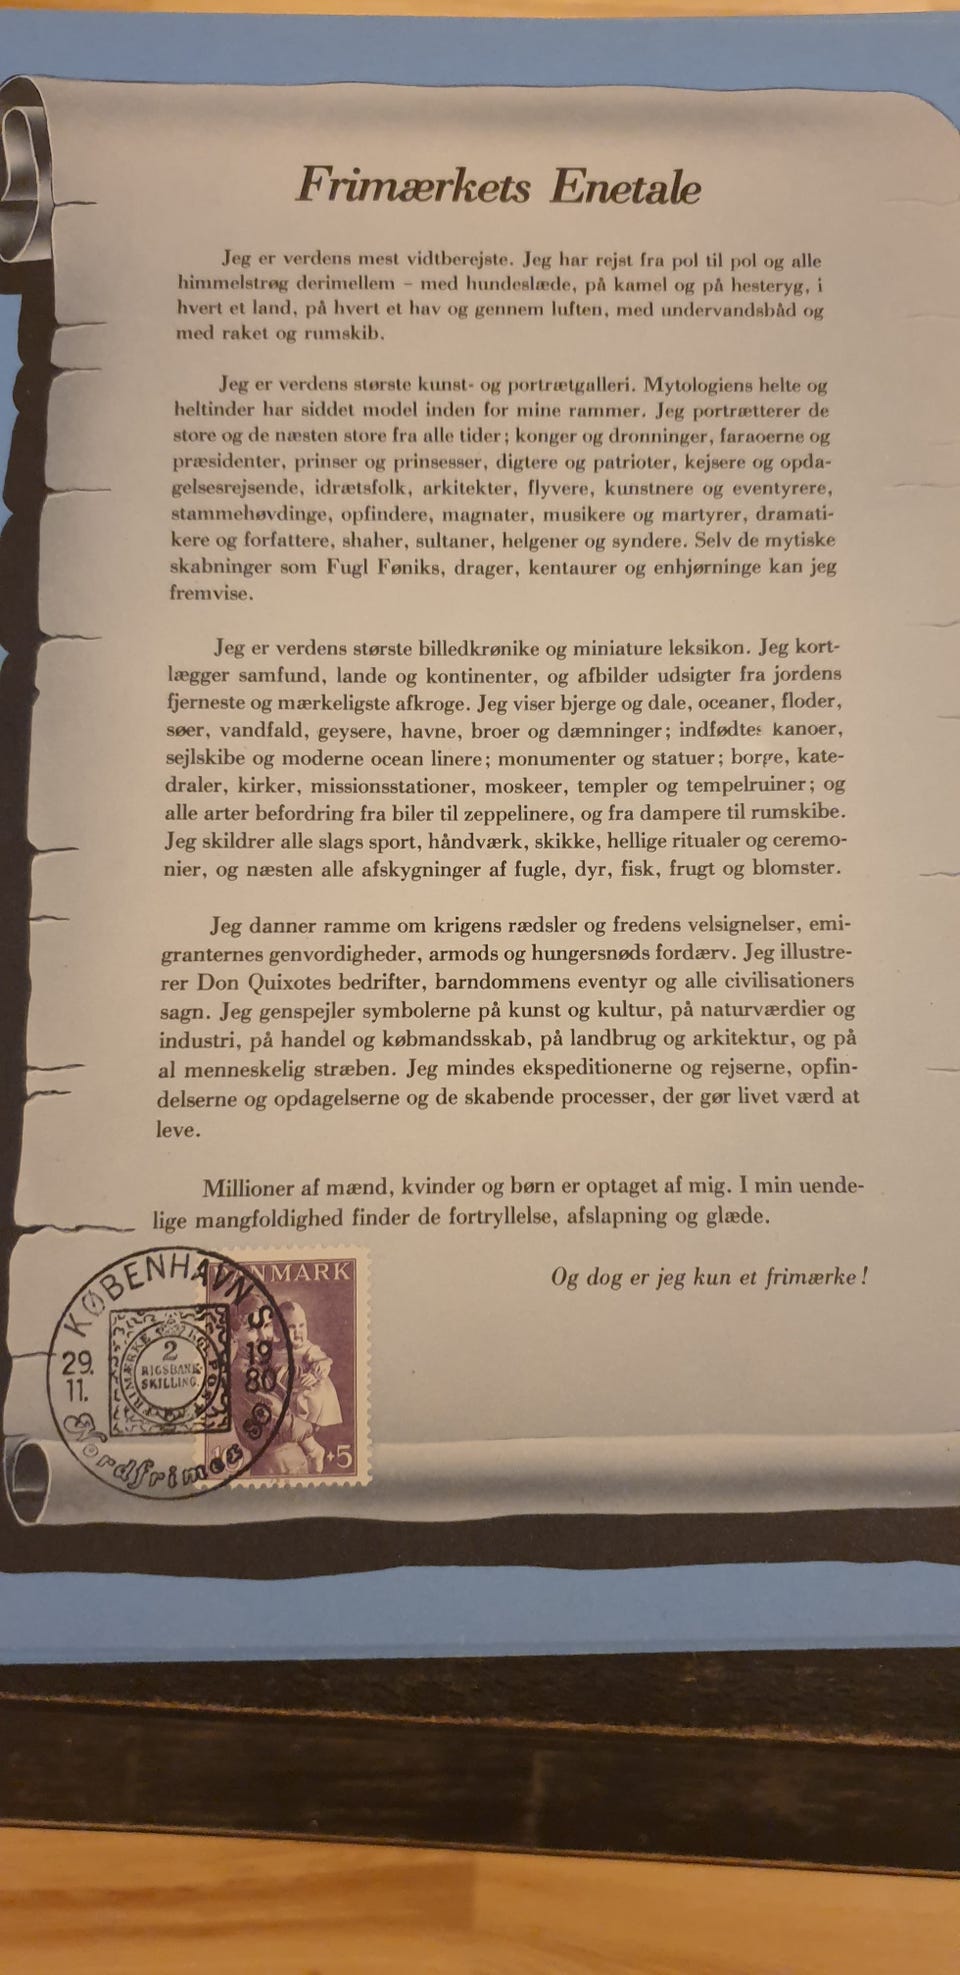 Frimærkets Enetale
Jeg er verdens mest vidtberejste. Jeg har rejst fra pol til pol og alle
himmelstrøg derimellem – med hundeslæde, på kamel og på hesteryg, i
hvert et land, på hvert et hav og gennem luften, med undervandsbåd og
med raket og rumskib.
Jeg er verdens største kunst- og portrætgalleri. Mytologiens helte og
heltinder har siddet model inden for mine rammer. Jeg portrætterer de
store og de næsten store fra alle tider; konger og dronninger, faraoerne og
præsidenter, prinser og prinsesser, digtere og patrioter, kejsere og opda-
gelsesrejsende, idrætsfolk, arkitekter, flyvere, kunstnere og eventyrere,
stammehøvdinge, opfindere, magnater, musikere og martyrer, dramati-
kere og forfattere, shaher, sultaner, helgener og syndere. Selv de mytiske
skabninger som Fugl Føniks, drager, kentaurer og enhjørninge kan jeg
fremvise.
Jeg er verdens største billedkrønike og miniature leksikon. Jeg kort-
lægger samfund, lande og kontinenter, og afbilder udsigter fra jordens
fjerneste og mærkeligste afkroge. Jeg viser bjerge og dale, oceaner, floder,
søer, vandfald, geysere, havne, broer og dæmninger; indfødtes kanoer,
sejlskibe og moderne ocean linere; monumenter og statuer; borge, kate-
draler, kirker, missionsstationer, moskeer, templer og tempelruiner; og
alle arter befordring fra biler til zeppelinere, og fra dampere til rumskibe.
Jeg skildrer alle slags sport, håndværk, skikke, hellige ritualer og ceremo-
nier, og næsten alle afskygninger af fugle, dyr, fisk, frugt og blomster.
Jeg danner ramme om krigens rædsler og fredens velsignelser, emi-
granternes genvordigheder, armods og hungersnøds fordærv. Jeg illustre-
rer Don Quixotes bedrifter, barndommens eventyr og alle civilisationers
sagn. Jeg genspejler symbolerne på kunst og kultur, på naturværdier og
industri, på handel og købmandsskab, på landbrug og arkitektur, og på
al menneskelig stræben. Jeg mindes ekspeditionerne og rejserne, opfin-
delserne og opdagelserne og de skabende processer, der gør livet værd at
leve.
Millioner af mænd, kvinder og børn er optaget af mig. I min uende-
lige mangfoldighed finder de fortryllelse, afslapning og glæde.
Og dog er jeg kun et frimærke!
DANMARK
+5
KØBENHAVN S
29.
11.
19
80
2
RIGSBANK-
SKILLING.
Nordfrimex 80